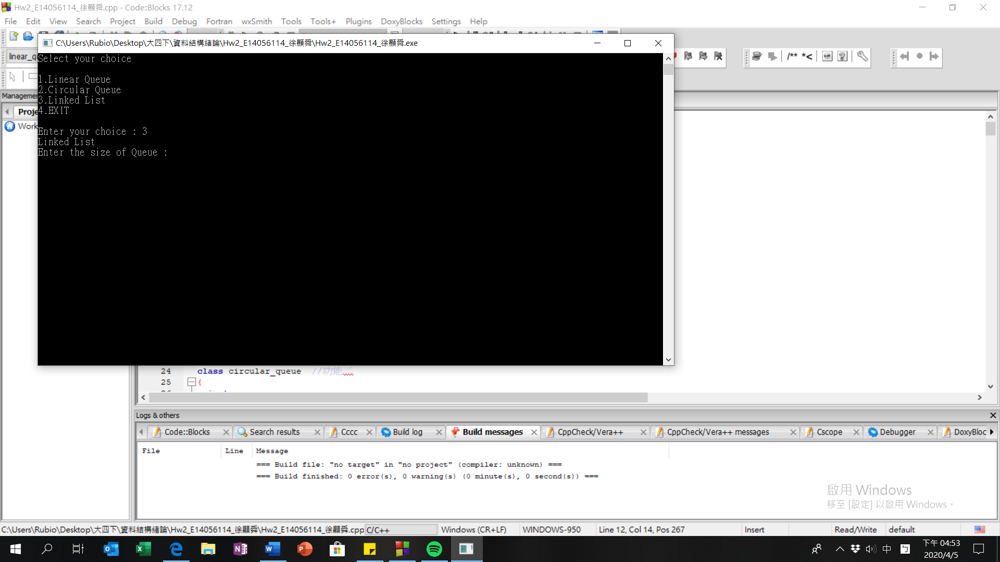 Hw2_E14056114_徐顥舜.cpp - Code::Blocks 17.12
File Edit View Search Project Build Debug Fortran wxSmith Tools Tools+ Plugins DoxyBlocks Settings Help
C:\Users\Rubio\Desktop\大四下\資料結構緒論\Hw2_E14056114_徐顥舜\Hw2_E14056114_徐顥舜.exe
linear_q
/** *<
Select your choice
1.Linear Queue
2.Circular Queue
3.Linked List
4.EXIT
Enter your choice : 3
Linked List
Enter the size of Queue :
Managemen
Proje
Work
24 class circular_queue //功能二
25 {
Logs & others
Code::Blocks Search results Cccc Build log Build messages CppCheck/Vera++ CppCheck/Vera++ messages Cscope Debugger DoxyBloc
File Line Message
=== Build file: "no target" in "no project" (compiler: unknown) ===
=== Build finished: 0 error(s), 0 warning(s) (0 minute(s), 0 second(s)) ===
啟用 Windows
移至 [設定] 以啟用 Windows。
C:\Users\Rubio\Desktop\大四下\資料結構緒論\Hw2_E14056114_徐顥舜\Hw2_E14056114_徐顥舜.cpp C/C++ Windows (CR+LF) WINDOWS-950 Line 12, Col 14, Pos 267 Insert Read/Write default
中 ㄅ 下午 04:53
2020/4/5